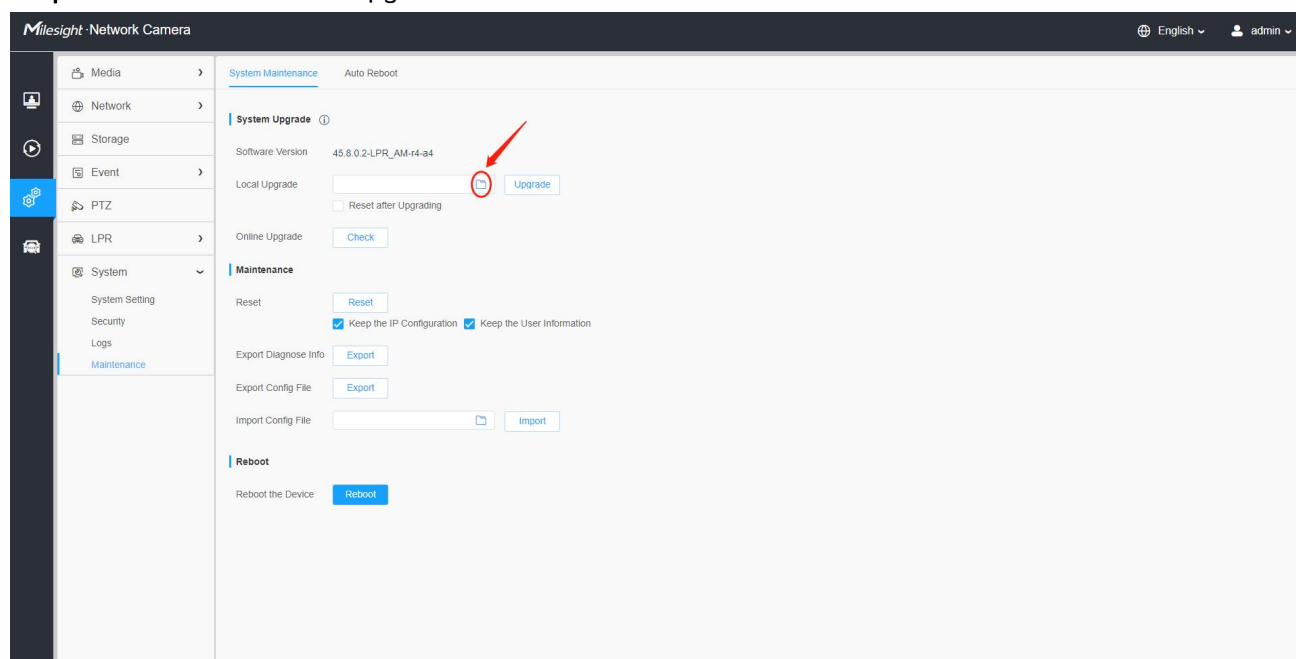 Milesight·Network Camera
English
admin
Media
Network
Storage
Event
PTZ
LPR
System
System Setting
Security
Logs
Maintenance
System Maintenance Auto Reboot
System Upgrade
Software Version 45.8.0.2-LPR_AM-r4-a4
Local Upgrade Upgrade
Reset after Upgrading
Online Upgrade Check
Maintenance
Reset Reset
Keep the IP Configuration Keep the User Information
Export Diagnose Info Export
Export Config File Export
Import Config File Import
Reboot
Reboot the Device Reboot